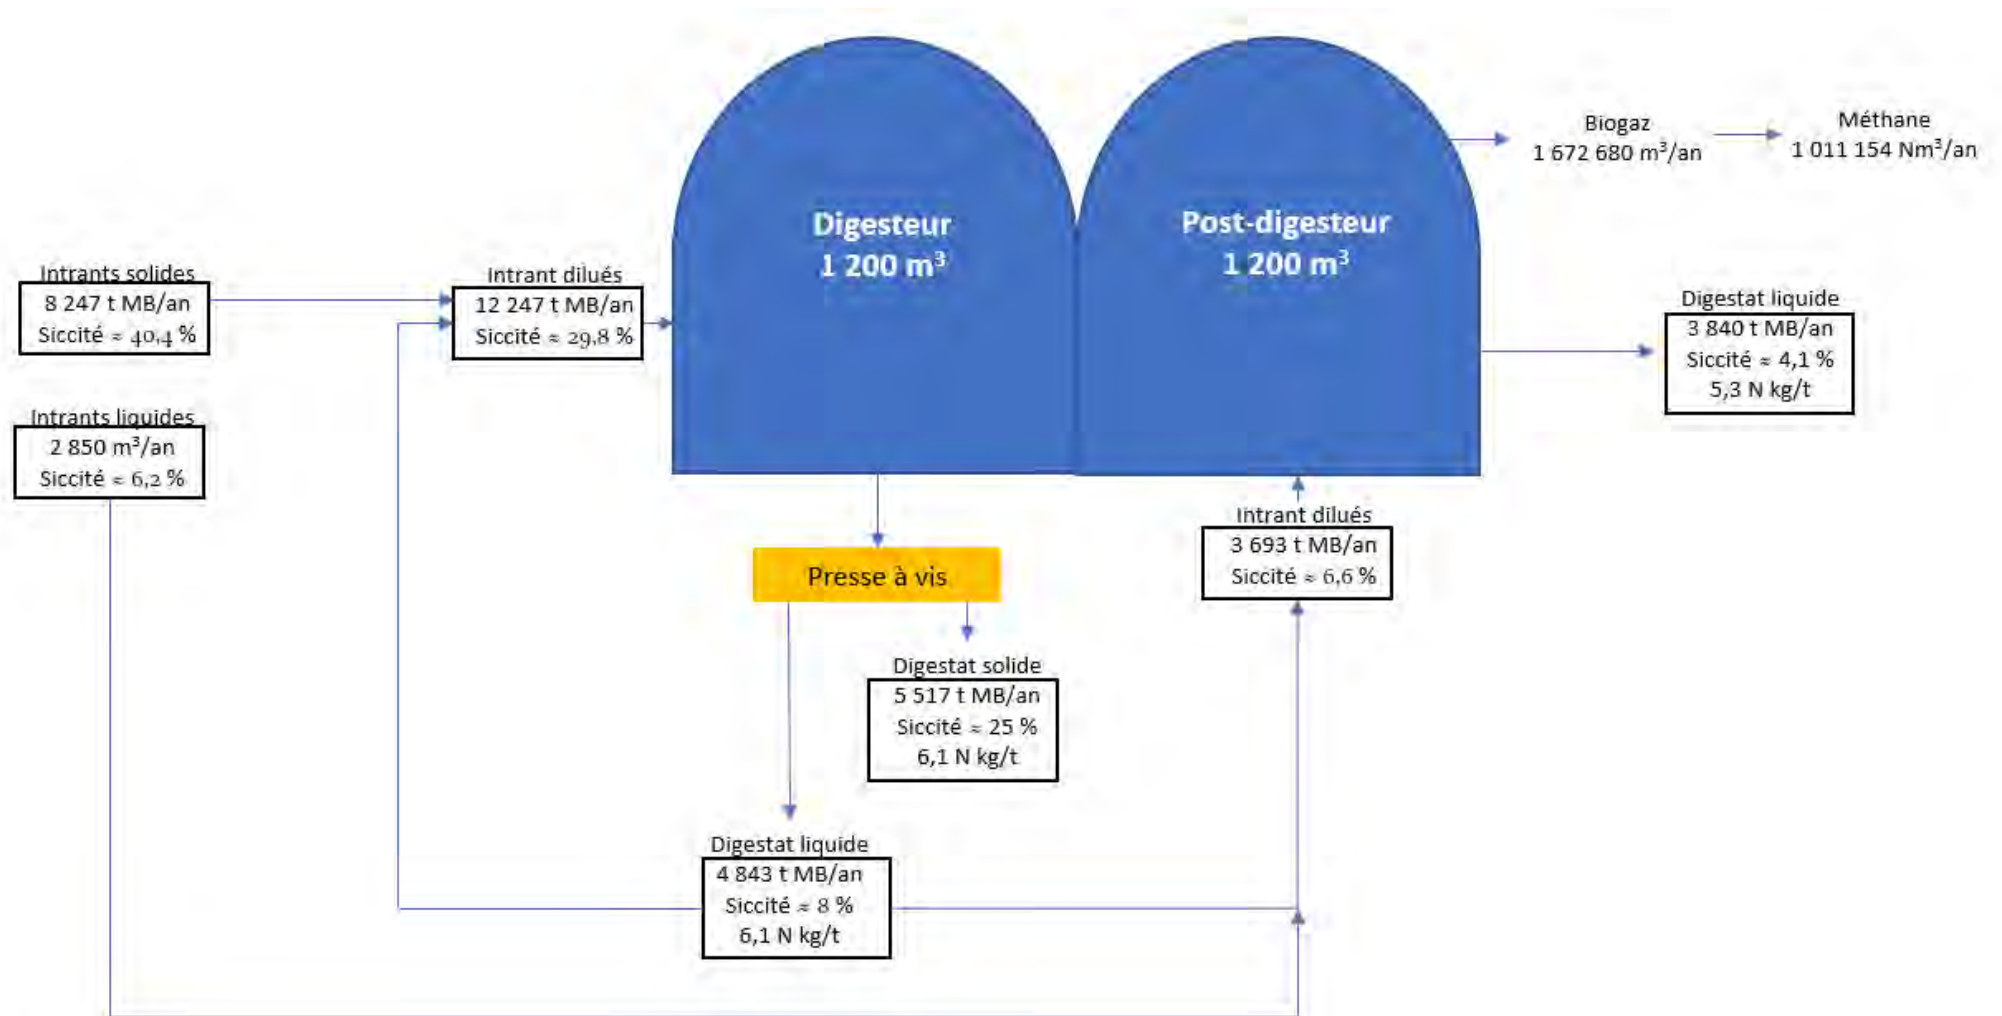 Intrants solides
8 247 t MB/an
Siccité ≈ 40,4 %
Intrants liquides
2 850 m³/an
Siccité ≈ 6,2 %
Intrant dilués
12 247 t MB/an
Siccité ≈ 29,8 %
Digesteur
1 200 m³
Post-digesteur
1 200 m³
Biogaz
1 672 680 m³/an
Méthane
1 011 154 Nm³/an
Digestat liquide
3 840 t MB/an
Siccité ≈ 4,1 %
5,3 N kg/t
Intrant dilués
3 693 t MB/an
Siccité ≈ 6,6 %
Presse à vis
Digestat solide
5 517 t MB/an
Siccité ≈ 25 %
6,1 N kg/t
Digestat liquide
4 843 t MB/an
Siccité ≈ 8 %
6,1 N kg/t